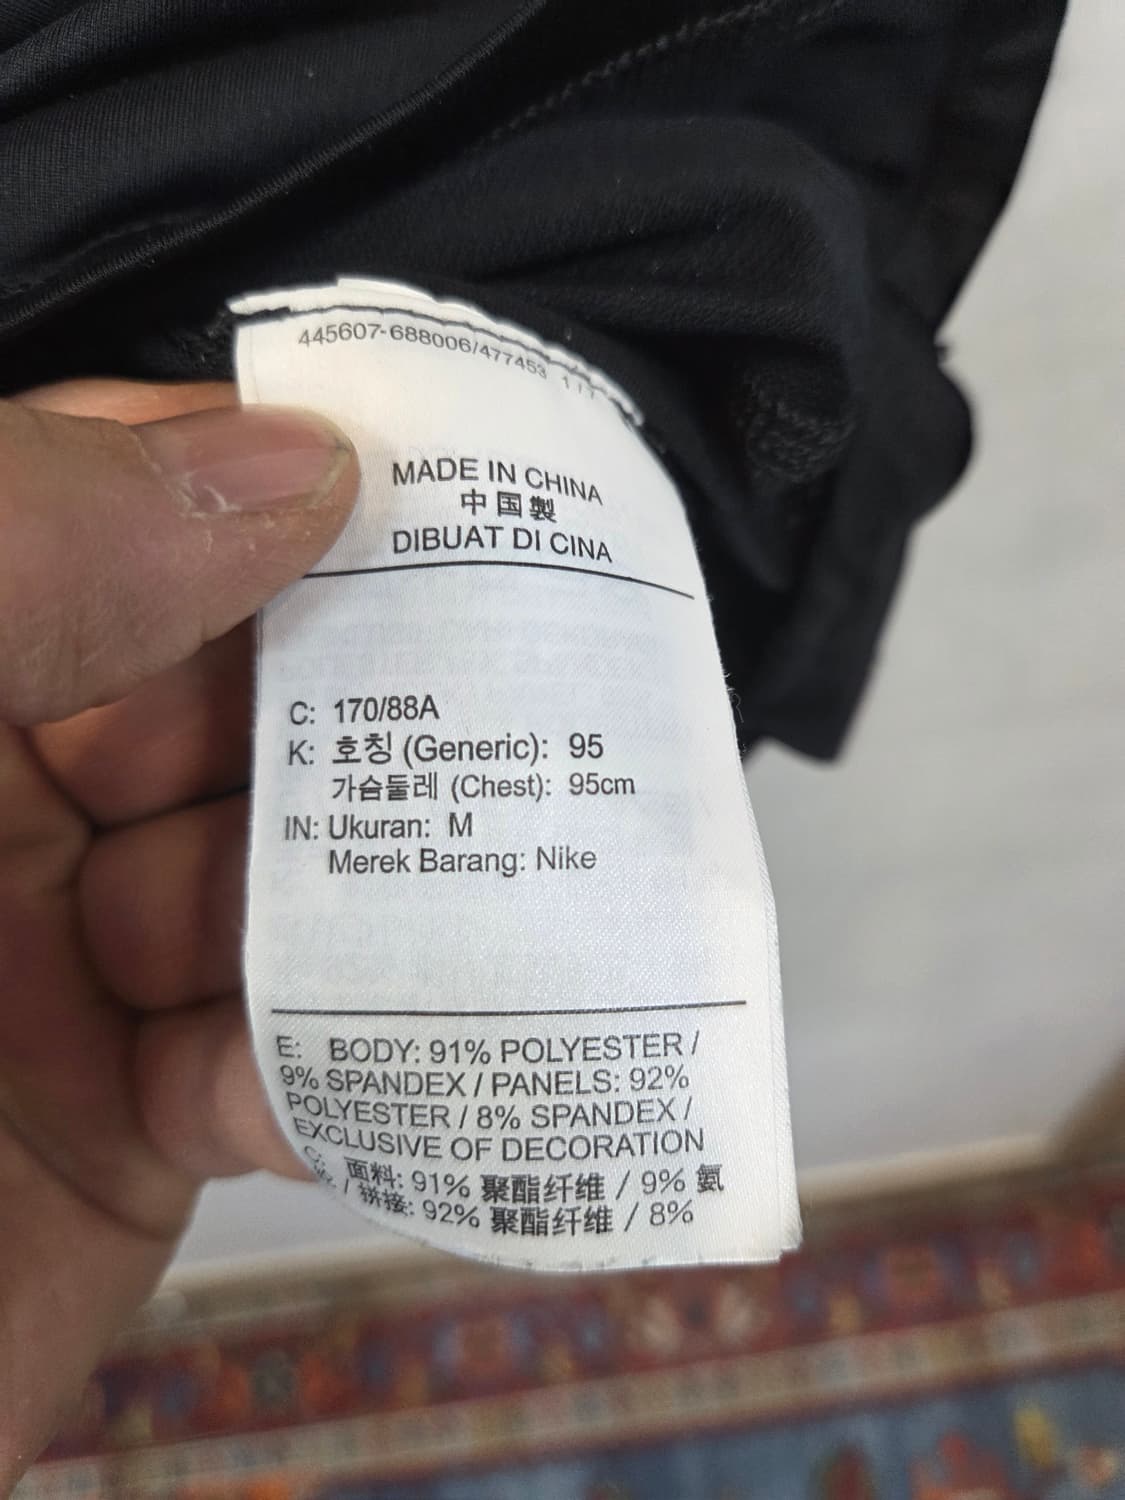 445607-688006/477453 1/1
MADE IN CHINA
中国製
DIBUAT DI CINA
C: 170/88A
K: 호칭 (Generic): 95
가슴둘레 (Chest): 95cm
IN: Ukuran: M
Merek Barang: Nike
E: BODY: 91% POLYESTER /
9% SPANDEX / PANELS: 92%
POLYESTER / 8% SPANDEX /
EXCLUSIVE OF DECORATION
C: 面料: 91% 聚酯纤维 / 9% 氨
纶 / 拼接: 92% 聚酯纤维 / 8%